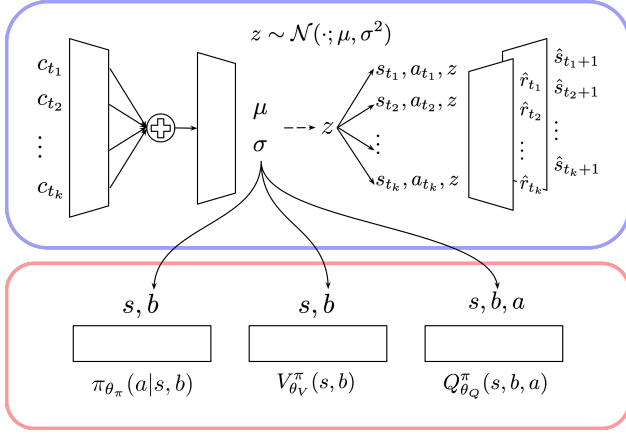 z ∼ 𝒩(·; μ, σ²)
c_{t_1}
c_{t_2}
⋮
c_{t_k}
μ
σ
z
s_{t_1}, a_{t_1}, z
s_{t_2}, a_{t_2}, z
⋮
s_{t_k}, a_{t_k}, z
r̂_{t_1}
r̂_{t_2}
⋮
r̂_{t_k}
ŝ_{t_1+1}
ŝ_{t_2+1}
⋮
ŝ_{t_k+1}
s, b
s, b
s, b, a
π_{θ_π}(a|s, b)
V^π_{θ_V}(s, b)
Q^π_{θ_Q}(s, b, a)